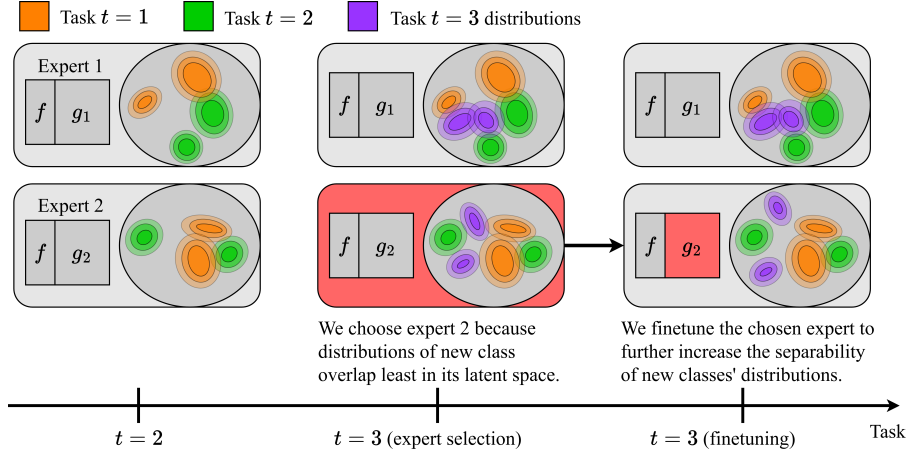 Task t = 1
Task t = 2
Task t = 3 distributions
Expert 1
f g₁
f g₁
f g₁
Expert 2
f g₂
f g₂
f g₂
We choose expert 2 because
distributions of new class
overlap least in its latent space.
We finetune the chosen expert to
further increase the separability
of new classes' distributions.
t = 2
t = 3 (expert selection)
t = 3 (finetuning)
Task